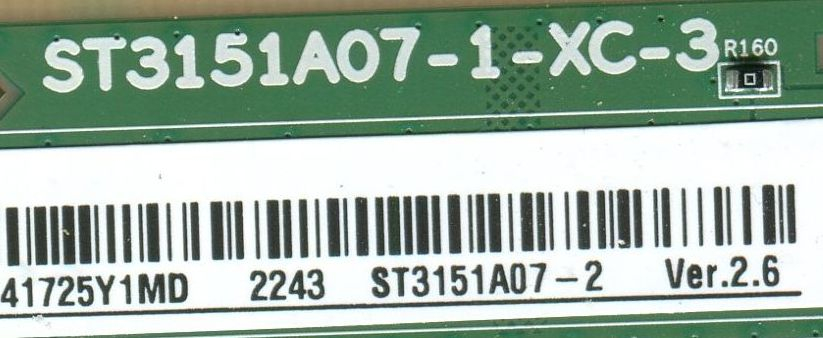 ST3151A07-1-XC-3
R160
41725Y1MD 2243 ST3151A07-2 Ver.2.6